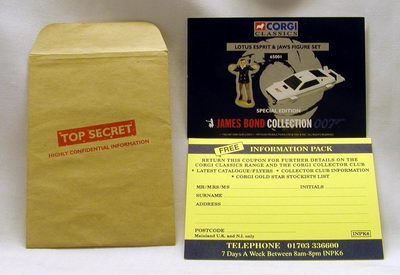 TOP SECRET
HIGHLY CONFIDENTIAL INFORMATION
CORGI
CLASSICS
LOTUS ESPRIT & JAWS FIGURE SET
65001
SPECIAL EDITION
JAMES BOND COLLECTION 007
FREE INFORMATION PACK
RETURN THIS COUPON FOR FURTHER DETAILS ON THE
CORGI CLASSICS RANGE AND THE CORGI COLLECTOR CLUB
* LATEST CATALOGUE/FLYERS * COLLECTOR CLUB INFORMATION
* CORGI GOLD STAR STOCKISTS LIST
MR/MRS/MS INITIALS
SURNAME
ADDRESS
POSTCODE
Mainland U.K. and N.I. only INPK6
TELEPHONE 01703 336600
7 Days A Week Between 8am-8pm INPK6